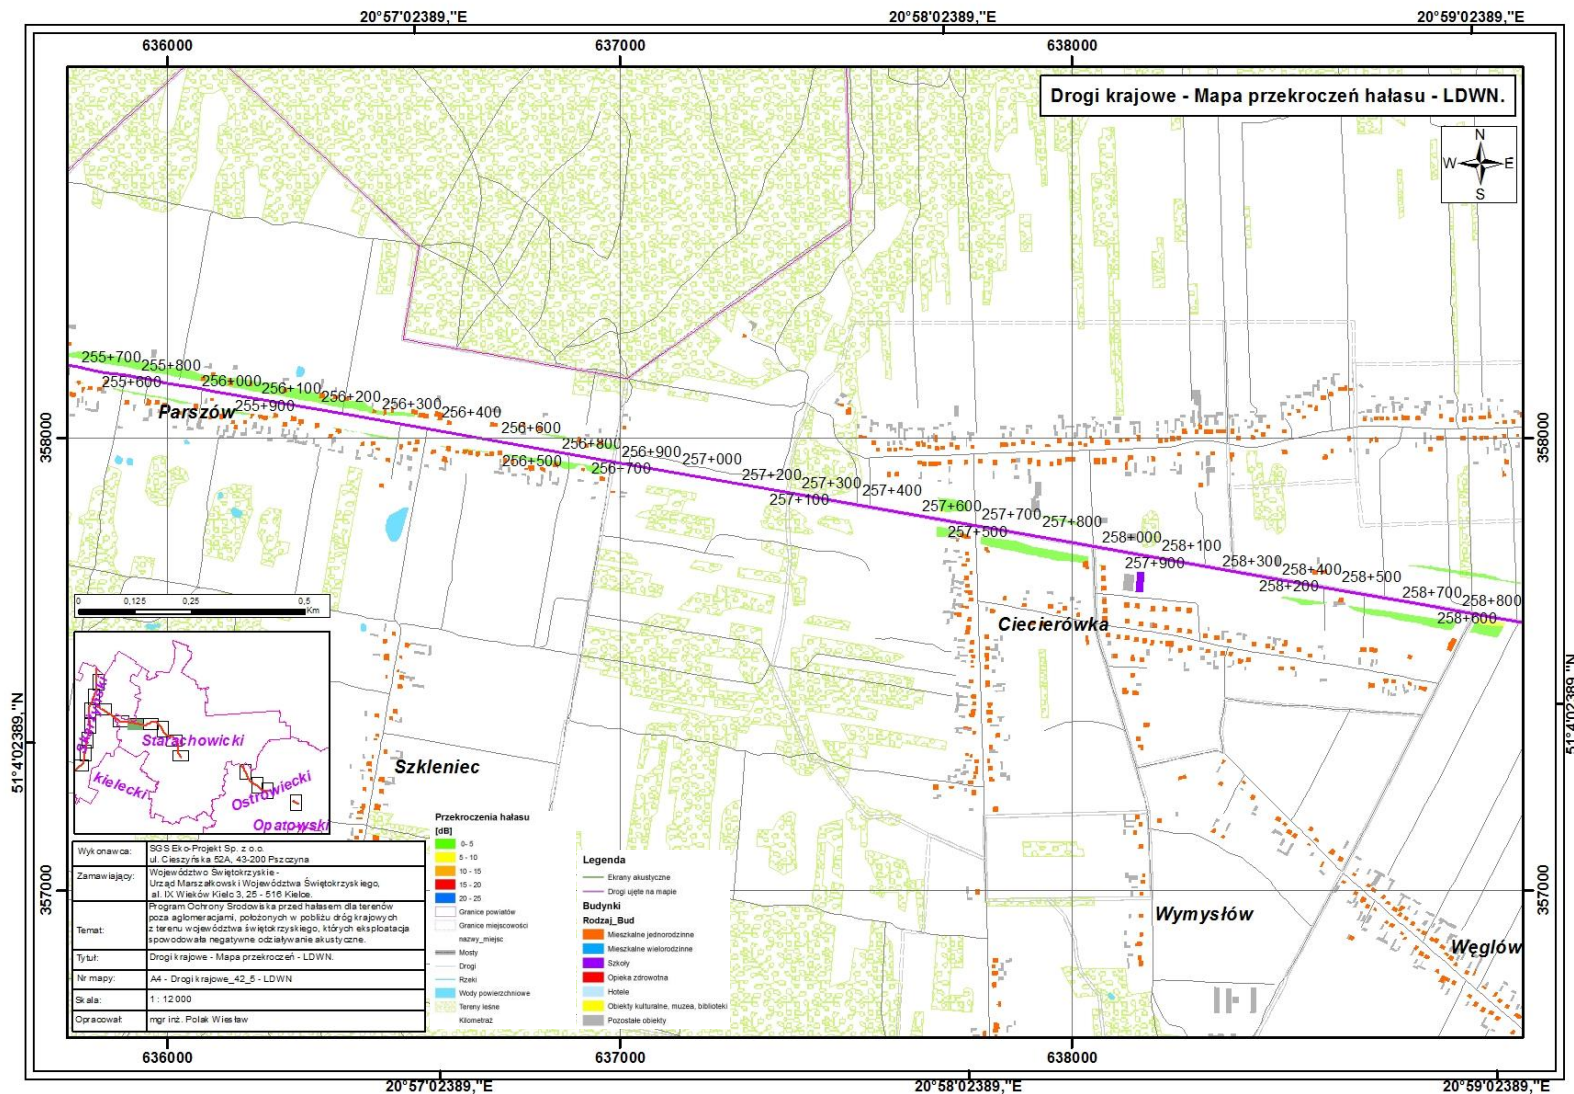 20°57'02389,"E
20°58'02389,"E
20°59'02389,"E
636000
637000
638000
Drogi krajowe - Mapa przekroczeń hałasu - LDWN.
N
W
E
S
358000
358000
255+700
255+800
255+600
256+000
256+100
256+200
256+300
256+400
255+900
Parszów
256+600
256+800
256+900
257+000
256+500
256+700
257+200
257+300
257+400
257+100
257+600
257+700
257+800
257+500
258+000
258+100
257+900
258+300
258+400
258+500
258+200
258+700
258+800
258+600
Ciecierówka
0
0,125
0,25
0,5
Km
51°4'02389,"N
51°4'02389,"N
Skarżyski
Starachowicki
kielecki
Ostrowiecki
Opatowski
Szkleniec
Wymysłów
Węglów
357000
357000
Wykonawca:
SGS Eko-Projekt Sp. z o.o.
ul. Cieszyńska 52A, 43-200 Pszczyna
Zamawiający:
Województwo Świętokrzyskie -
Urząd Marszałkowski Województwa Świętokrzyskiego,
al. IX Wieków Kielc 3, 25 - 516 Kielce.
Temat:
Program Ochrony Środowiska przed hałasem dla terenów
poza aglomeracjami, położonych w pobliżu dróg krajowych
z terenu województwa świętokrzyskiego, których eksploatacja
spowodowała negatywne odziaływanie akustyczne.
Tytuł:
Drogi krajowe - Mapa przekroczeń - LDWN.
Nr mapy:
A4 - Drogi krajowe_42_5 - LDWN
Skala:
1 : 12 000
Opracował:
mgr inż. Polak Wiesław
Przekroczenia hałasu
[dB]
0- 5
5 - 10
10 - 15
15 - 20
20 - 25
Granice powiatów
Granice miejscowości
nazwy_miejsc
Mosty
Drogi
Rzeki
Wody powierzchniowe
Tereny leśne
Kilometraż
Legenda
Ekrany akustyczne
Drogi ujęte na mapie
Budynki
Rodzaj_Bud
Mieszkalne jednorodzinne
Mieszkalne wielorodzinne
Szkoły
Opieka zdrowotna
Hotele
Obiekty kulturalne, muzea, biblioteki
Pozostałe obiekty
636000
637000
638000
20°57'02389,"E
20°58'02389,"E
20°59'02389,"E